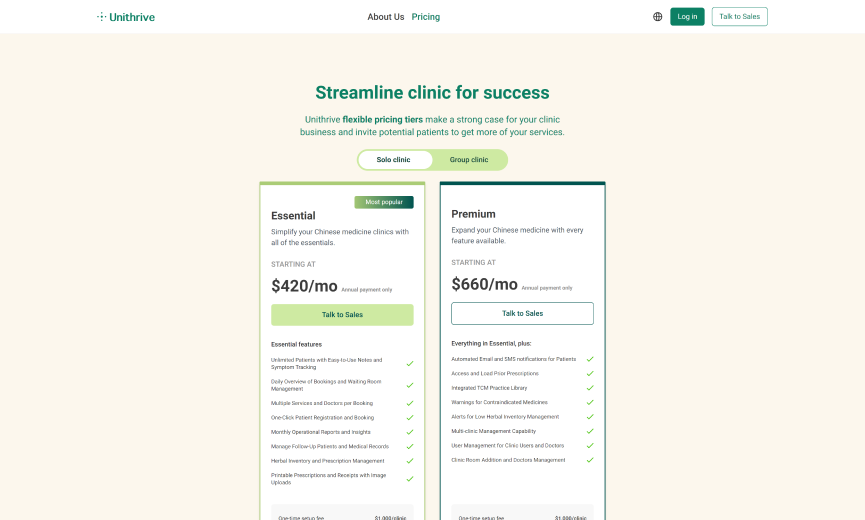 Unithrive
About Us
Pricing
Log in
Talk to Sales
Streamline clinic for success
Unithrive flexible pricing tiers make a strong case for your clinic
business and invite potential patients to get more of your services.
Solo clinic
Group clinic
Most popular
Essential
Simplify your Chinese medicine clinics with
all of the essentials.
STARTING AT
$420/mo Annual payment only
Talk to Sales
Essential features
Unlimited Patients with Easy-to-Use Notes and
Symptom Tracking
Daily Overview of Bookings and Waiting Room
Management
Multiple Services and Doctors per Booking
One-Click Patient Registration and Booking
Monthly Operational Reports and Insights
Manage Follow-Up Patients and Medical Records
Herbal Inventory and Prescription Management
Printable Prescriptions and Receipts with Image
Uploads
One-time setup fee $1,000/clinic
Premium
Expand your Chinese medicine with every
feature available.
STARTING AT
$660/mo Annual payment only
Talk to Sales
Everything in Essential, plus:
Automated Email and SMS notifications for Patients
Access and Load Prior Prescriptions
Integrated TCM Practice Library
Warnings for Contraindicated Medicines
Alerts for Low Herbal Inventory Management
Multi-clinic Management Capability
User Management for Clinic Users and Doctors
Clinic Room Addition and Doctors Management
One-time setup fee $1,000/clinic